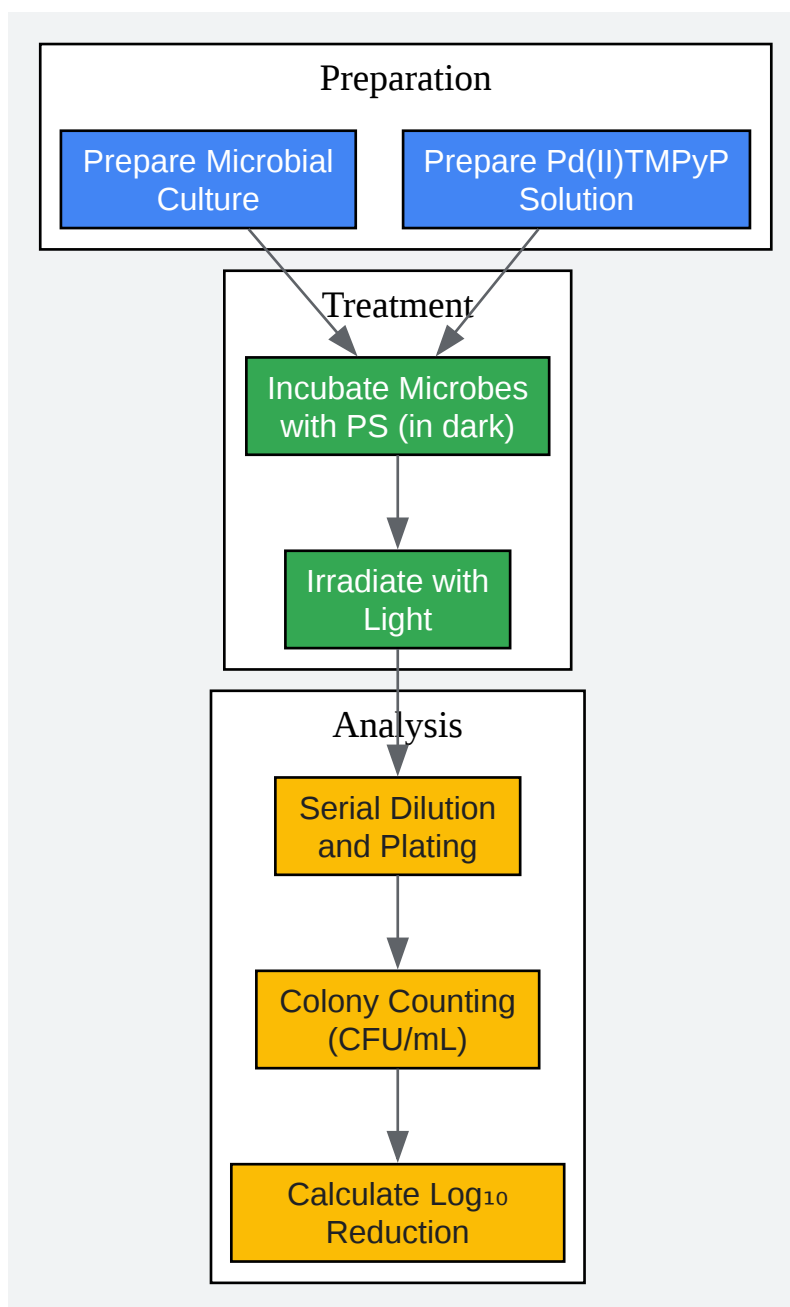 Preparation
Prepare Microbial
Culture
Prepare Pd(II)TMPyP
Solution
Treatment
Incubate Microbes
with PS (in dark)
Irradiate with
Light
Analysis
Serial Dilution
and Plating
Colony Counting
(CFU/mL)
Calculate Log₁₀
Reduction